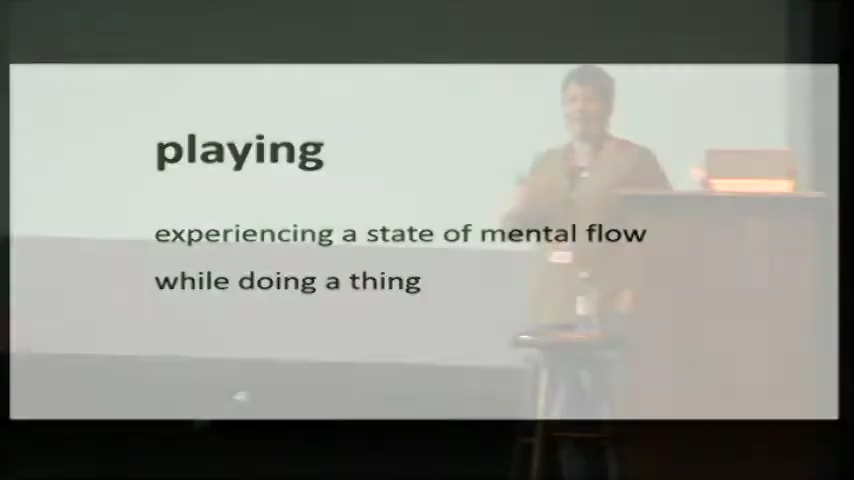 playing
experiencing a state of mental flow
while doing a thing